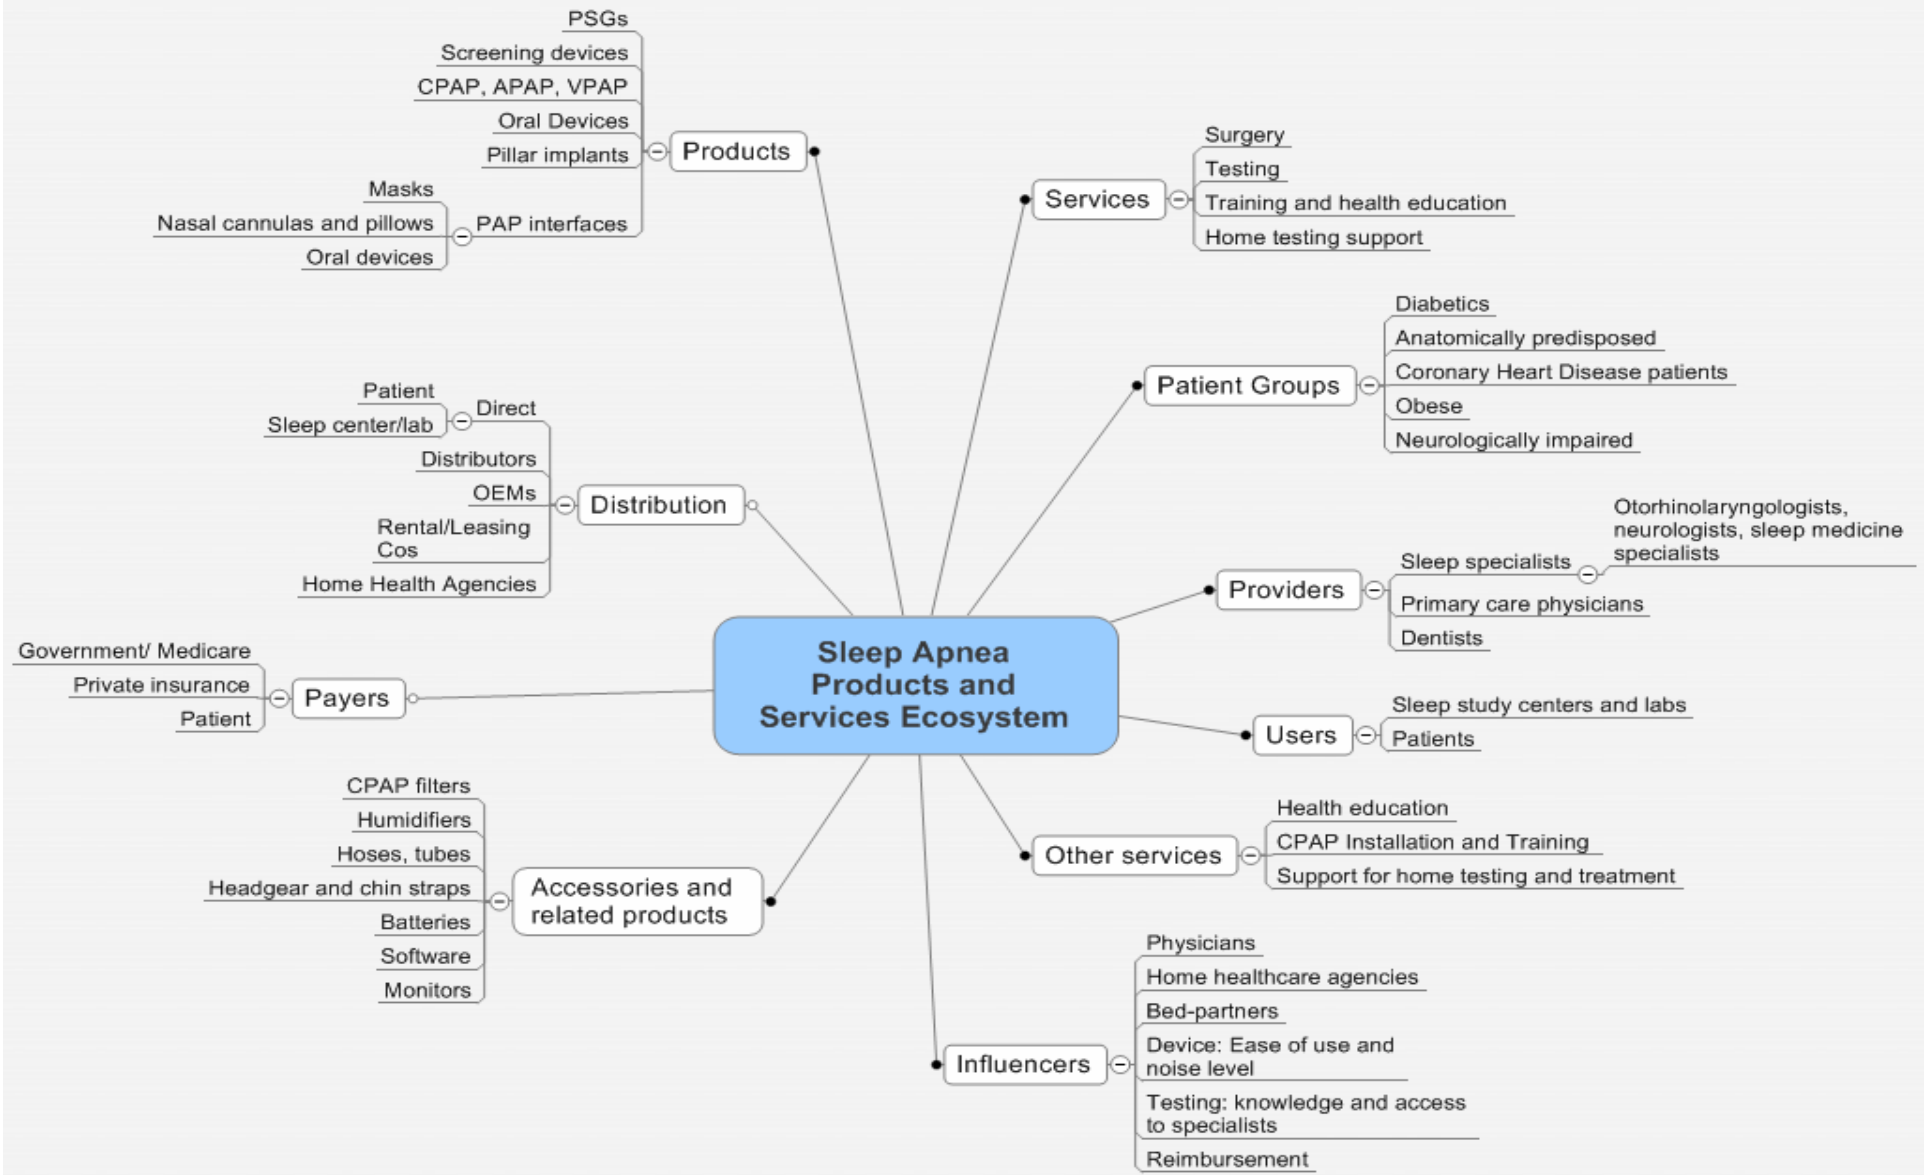 PSGs
Screening devices
CPAP, APAP, VPAP
Oral Devices
Pillar implants
Products
Masks
Nasal cannulas and pillows
Oral devices
PAP interfaces
Surgery
Testing
Services
Training and health education
Home testing support
Diabetics
Anatomically predisposed
Patient Groups
Coronary Heart Disease patients
Obese
Neurologically impaired
Patient
Sleep center/lab
Direct
Distributors
OEMs
Distribution
Rental/Leasing
Cos
Home Health Agencies
Otorhinolaryngologists,
neurologists, sleep medicine
specialists
Sleep specialists
Providers
Primary care physicians
Dentists
Sleep Apnea
Products and
Services Ecosystem
Government/ Medicare
Private insurance
Payers
Patient
Sleep study centers and labs
Users
Patients
CPAP filters
Humidifiers
Hoses, tubes
Headgear and chin straps
Accessories and
related products
Batteries
Software
Monitors
Health education
Other services
CPAP Installation and Training
Support for home testing and treatment
Physicians
Home healthcare agencies
Bed-partners
Device: Ease of use and
noise level
Influencers
Testing: knowledge and access
to specialists
Reimbursement